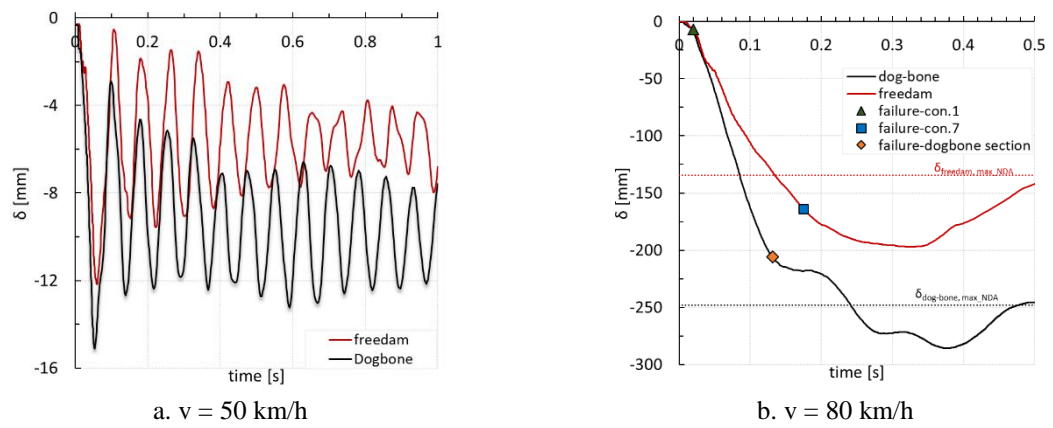 0
0 0.2 0.4 0.6 0.8 1
-4
-8
-12
-16
δ [mm]
freedam
Dogbone
time [s]
a. v = 50 km/h
0
0 0.1 0.2 0.3 0.4 0.5
-50
-100
-150
-200
-250
-300
δ [mm]
dog-bone
freedam
failure-con.1
failure-con.7
failure-dogbone section
δfreedam, max_NDA
δdog-bone, max_NDA
time [s]
b. v = 80 km/h